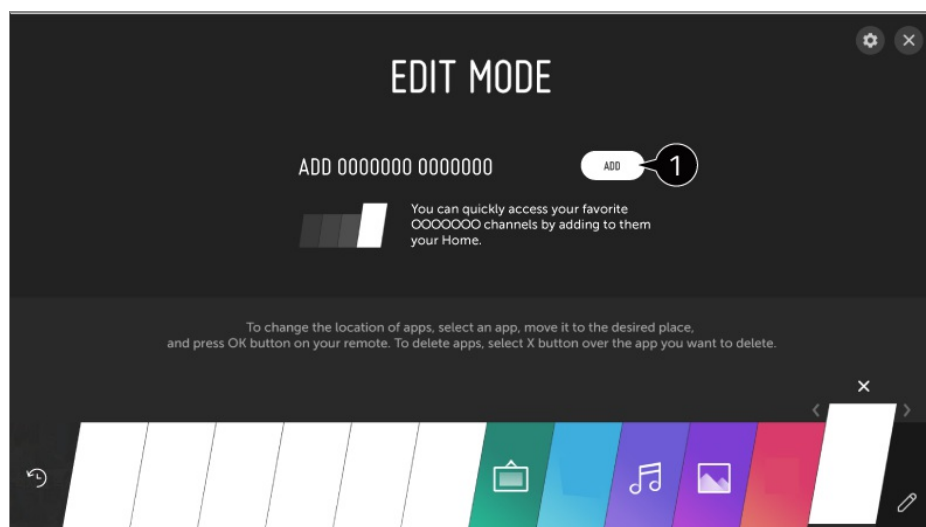 EDIT MODE
ADD OOOOOOO OOOOOOO
ADD
1
You can quickly access your favorite
OOOOOOO channels by adding to them
your Home.
To change the location of apps, select an app, move it to the desired place,
and press OK button on your remote. To delete apps, select X button over the app you want to delete.